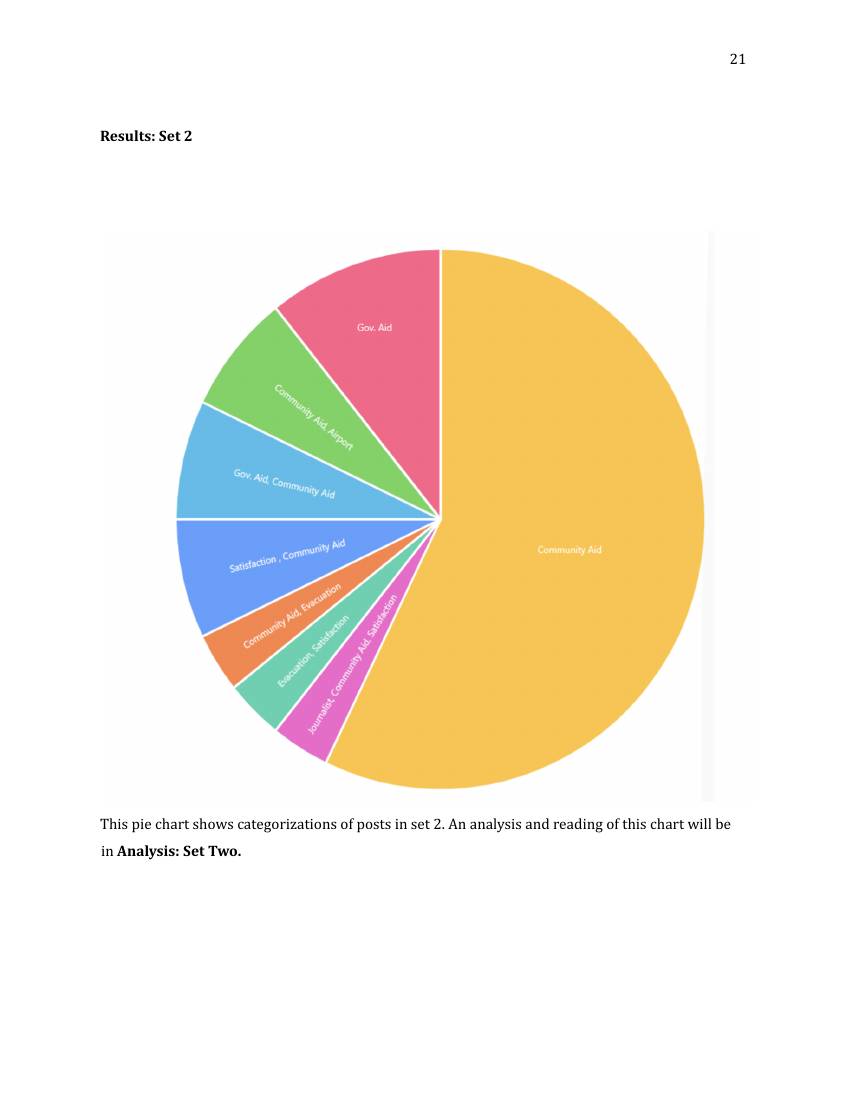 21
Results: Set 2
Gov. Aid
Community Aid, Airport
Gov. Aid, Community Aid
Community Aid
Satisfaction , Community Aid
Community Aid, Evacuation
Evacuation, Satisfaction
Journalist, Community Aid, Satisfaction
This pie chart shows categorizations of posts in set 2. An analysis and reading of this chart will be
in Analysis: Set Two.